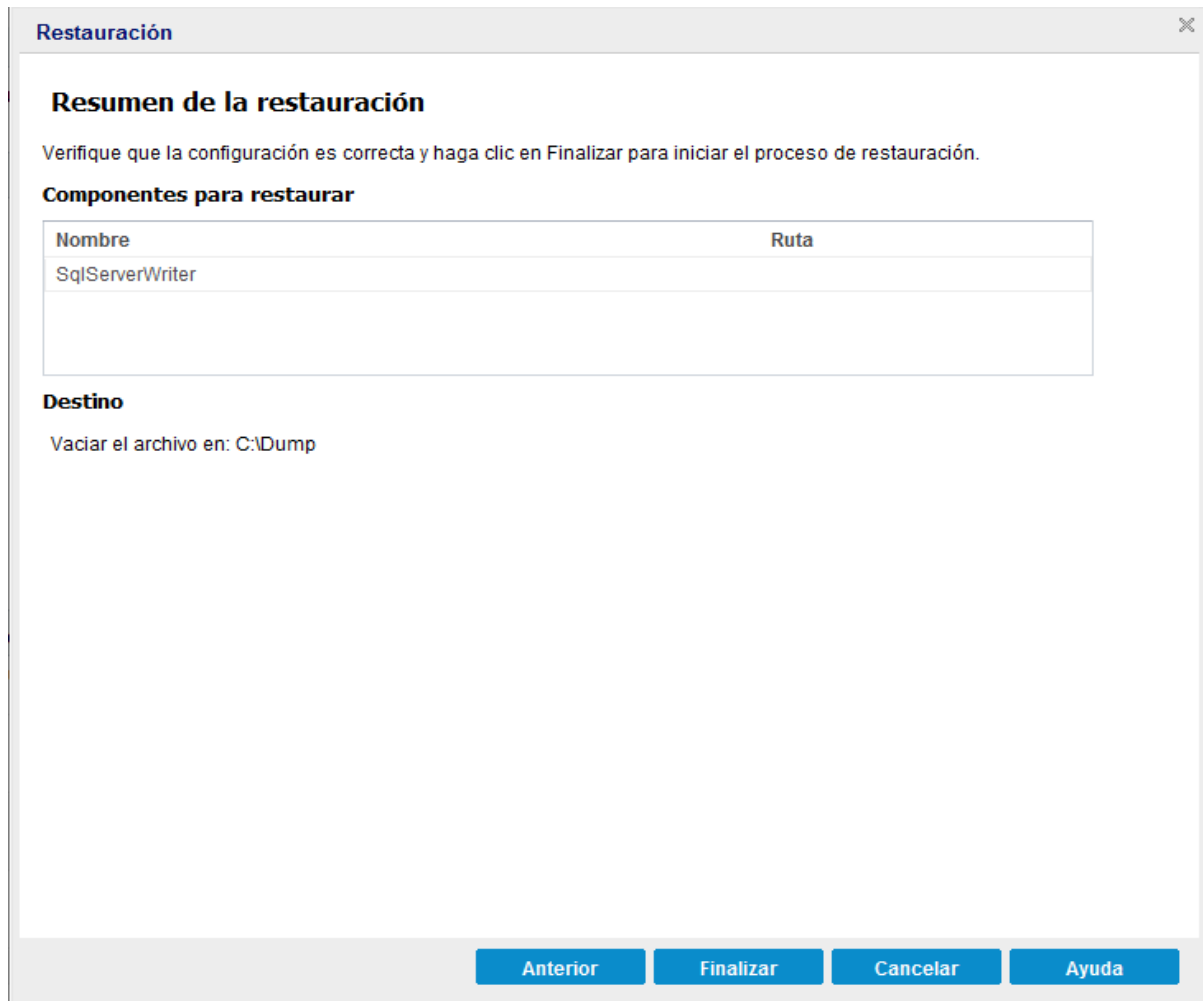 Restauración
Resumen de la restauración
Verifique que la configuración es correcta y haga clic en Finalizar para iniciar el proceso de restauración.
Componentes para restaurar
Nombre Ruta
SqlServerWriter
Destino
Vaciar el archivo en: C:\Dump
Anterior Finalizar Cancelar Ayuda